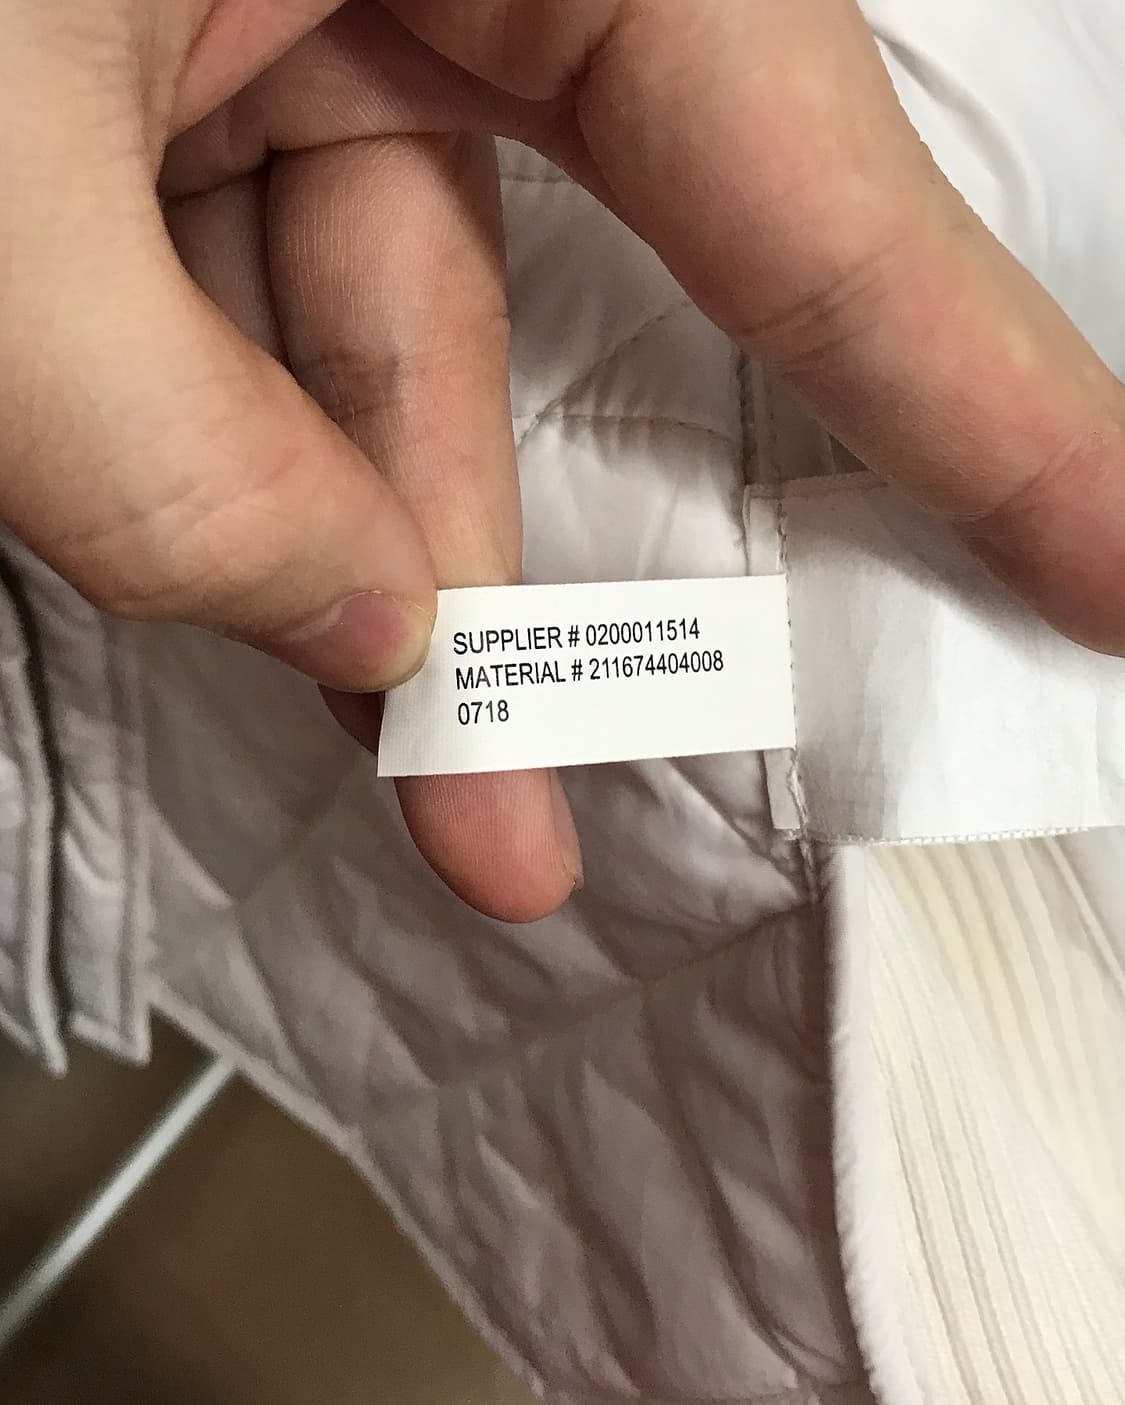 SUPPLIER # 0200011514
MATERIAL # 211674404008
0718